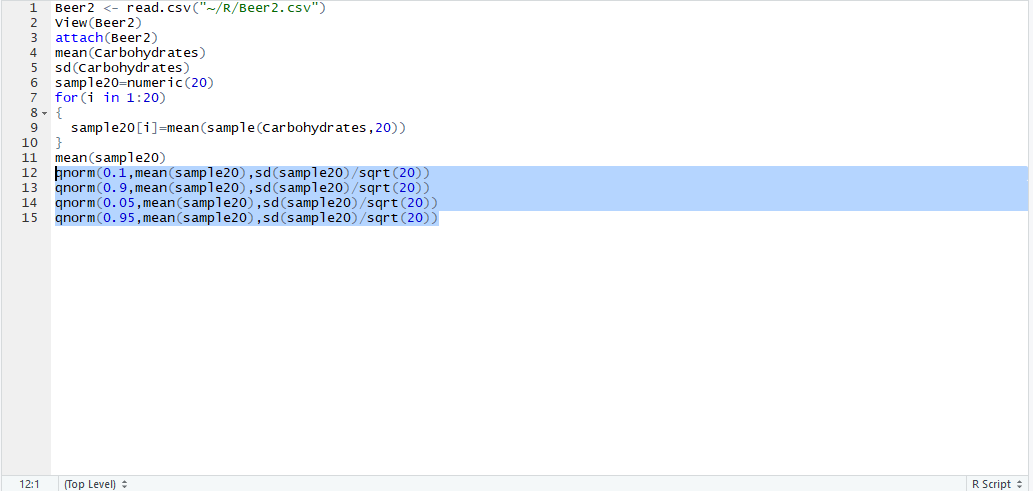 1 Beer2 <- read.csv("~/R/Beer2.csv")
2 View(Beer2)
3 attach(Beer2)
4 mean(Carbohydrates)
5 sd(Carbohydrates)
6 sample20=numeric(20)
7 for(i in 1:20)
8 {
9   sample20[i]=mean(sample(Carbohydrates,20))
10 }
11 mean(sample20)
12 qnorm(0.1,mean(sample20),sd(sample20)/sqrt(20))
13 qnorm(0.9,mean(sample20),sd(sample20)/sqrt(20))
14 qnorm(0.05,mean(sample20),sd(sample20)/sqrt(20))
15 qnorm(0.95,mean(sample20),sd(sample20)/sqrt(20))
12:1 (Top Level) R Script